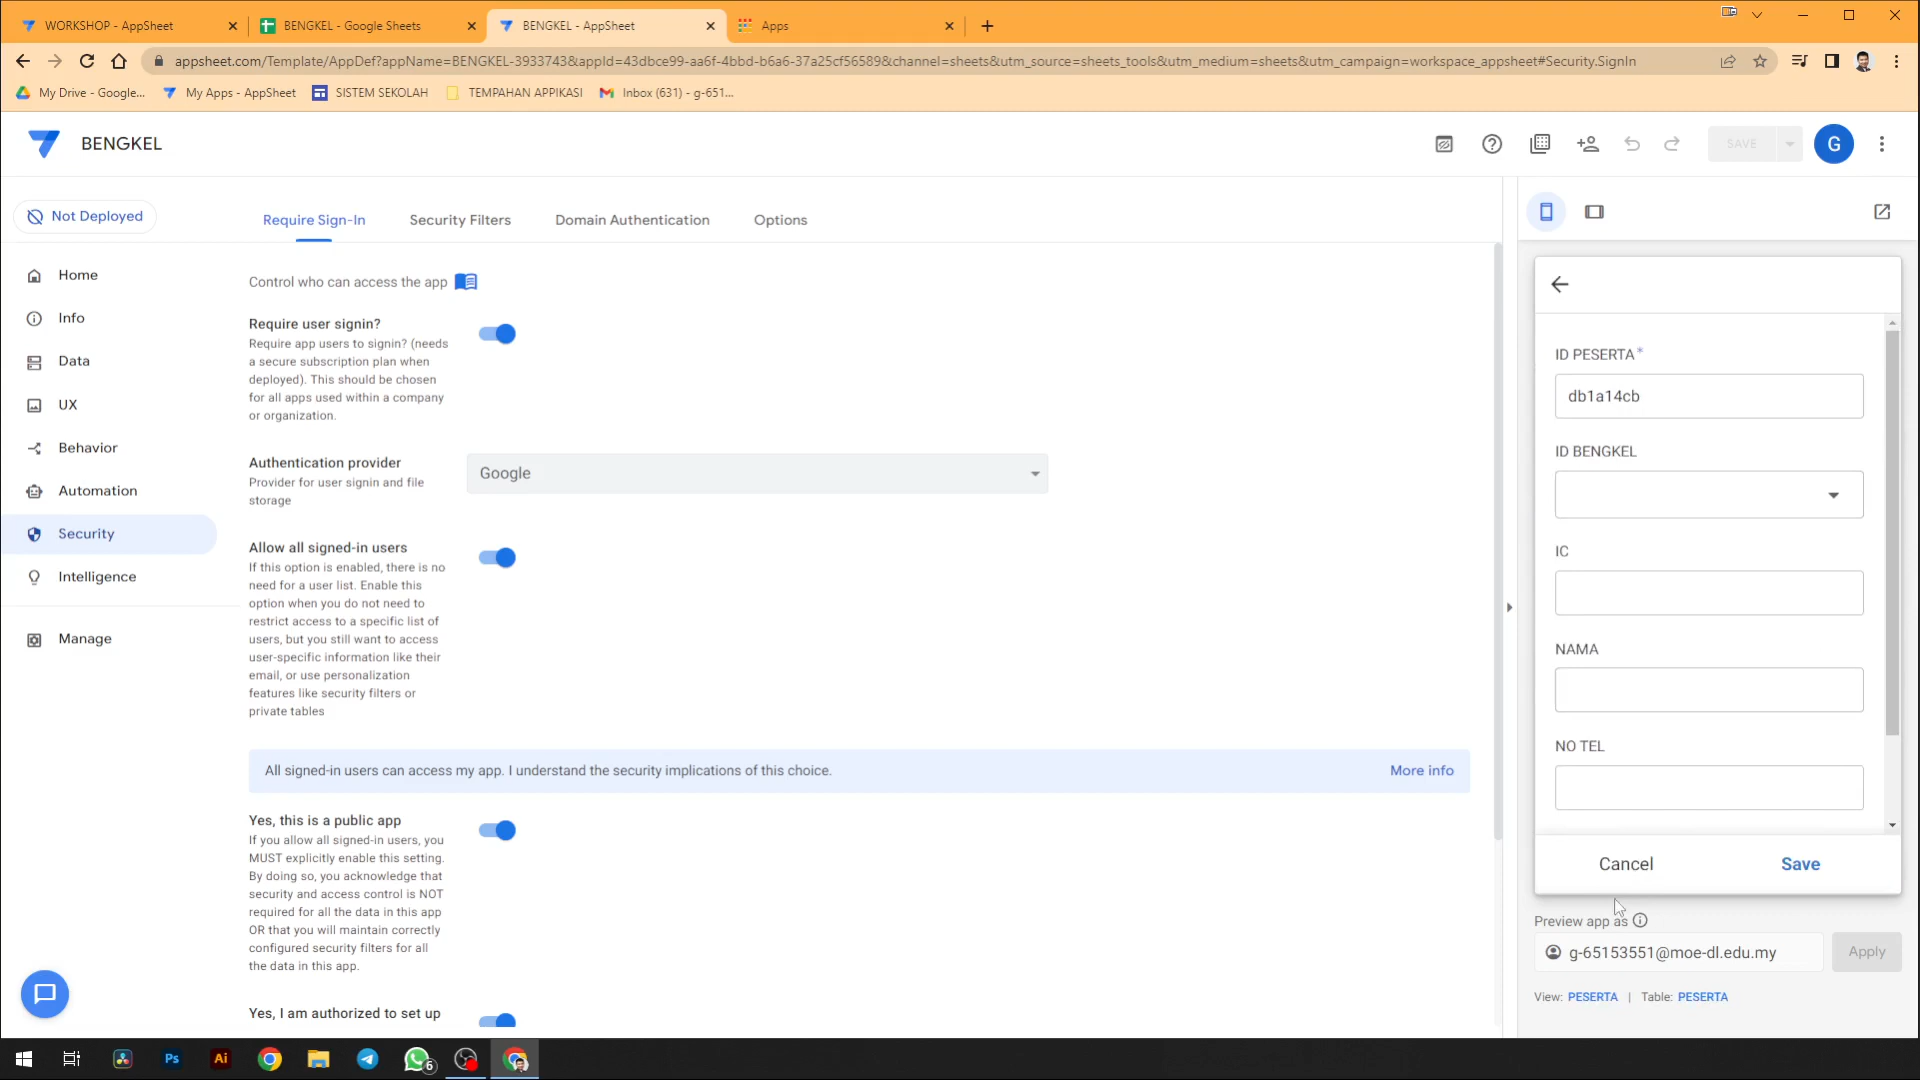 WORKSHOP - AppSheet
BENGKEL - Google Sheets
BENGKEL - AppSheet
Apps
appsheet.com/Template/AppDef?appName=BENGKEL-3933743&appId=43dbce99-aa6f-4bbd-b6a6-37a25cf56589&channel=sheets&utm_source=sheets_tools&utm_medium=sheets&utm_campaign=workspace_appsheet#Security.SignIn
My Drive - Google...
My Apps - AppSheet
SISTEM SEKOLAH
TEMPAHAN APPIKASI
Inbox (631) - g-651...
BENGKEL
SAVE
G
Not Deployed
Require Sign-In
Security Filters
Domain Authentication
Options
Home
Info
Data
UX
Behavior
Automation
Security
Intelligence
Manage
Control who can access the app
Require user signin?
Require app users to signin? (needs
a secure subscription plan when
deployed). This should be chosen
for all apps used within a company
or organization.
Authentication provider
Provider for user signin and file
storage
Google
Allow all signed-in users
If this option is enabled, there is no
need for a user list. Enable this
option when you do not need to
restrict access to a specific list of
users, but you still want to access
user-specific information like their
email, or use personalization
features like security filters or
private tables
All signed-in users can access my app. I understand the security implications of this choice.
More info
Yes, this is a public app
If you allow all signed-in users, you
MUST explicitly enable this setting.
By doing so, you acknowledge that
security and access control is NOT
required for all the data in this app
OR that you will maintain correctly
configured security filters for all
the data in this app.
Yes, I am authorized to set up
ID PESERTA*
db1a14cb
ID BENGKEL
IC
NAMA
NO TEL
Cancel
Save
Preview app as
g-65153551@moe-dl.edu.my
Apply
View: PESERTA | Table: PESERTA
Ps
Ai
6